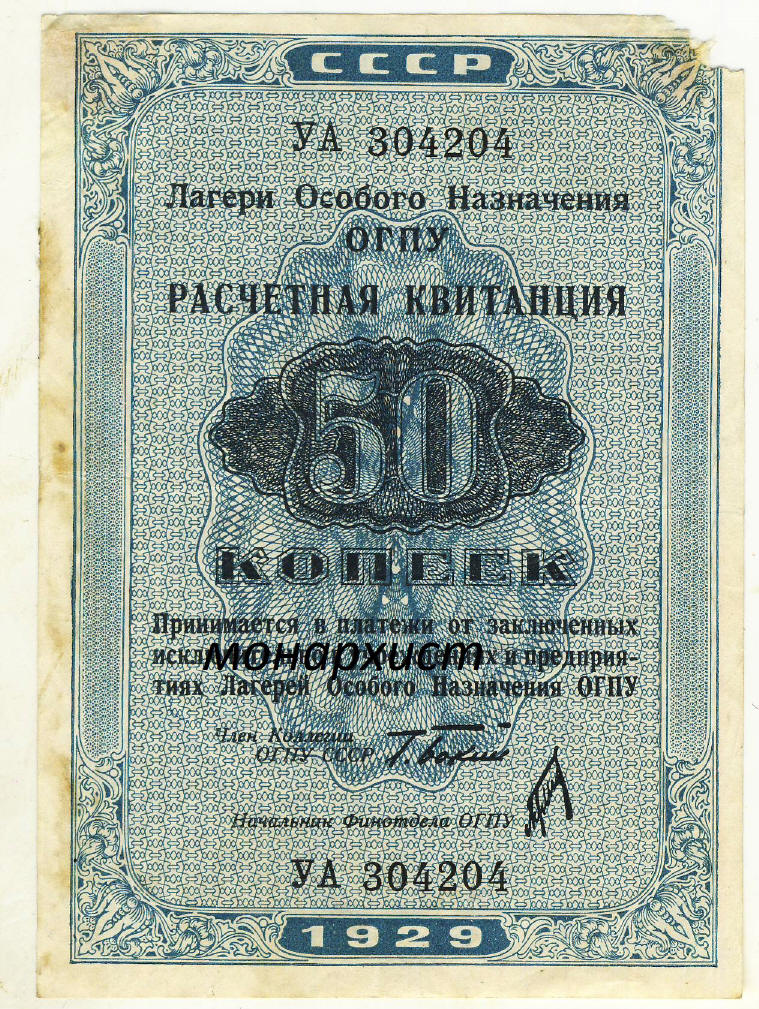 СССР
УА 304204
Лагери Особого Назначения
ОГПУ
РАСЧЕТНАЯ КВИТАНЦИЯ
50
КОПЕЕК
Принимается в платежи от заключенных
монархист
и предприя-
тиях Лагерей Особого Назначения ОГПУ
Член Коллегии
ОГПУ СССР Г. Бокий
Начальник Финотдела ОГПУ
УА 304204
1929